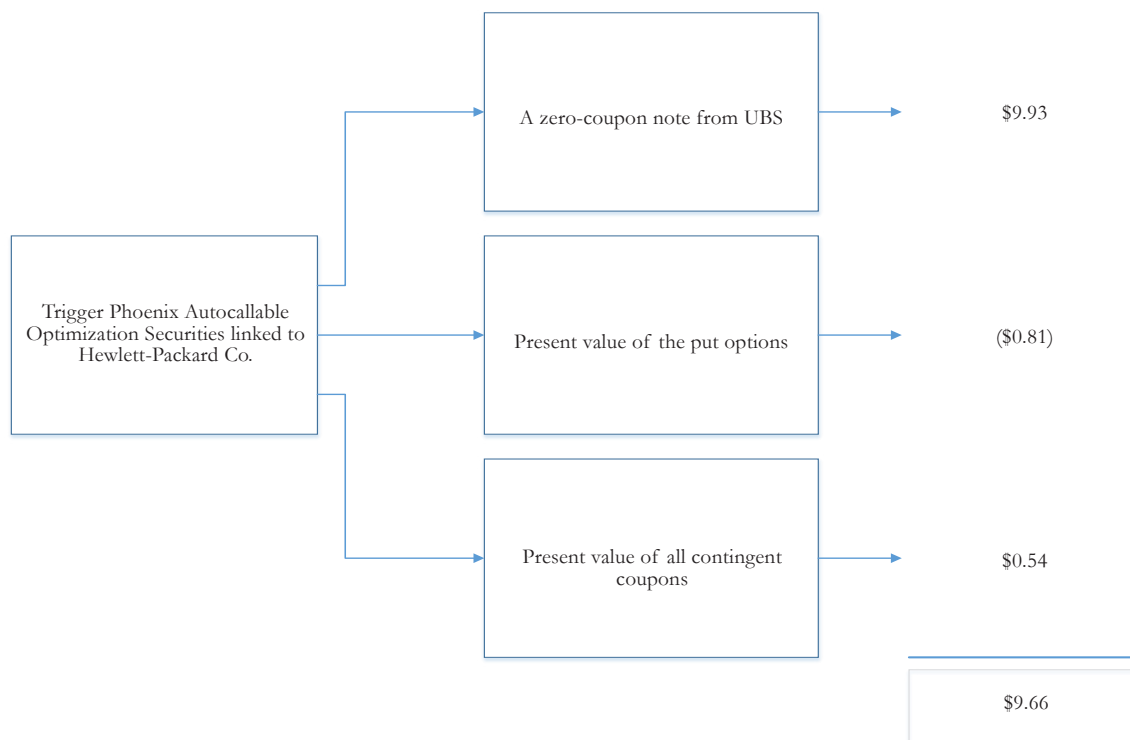 A zero-coupon note from UBS
$9.93
Trigger Phoenix Autocallable
Optimization Securities linked to
Hewlett-Packard Co.
Present value of the put options
($0.81)
Present value of all contingent
coupons
$0.54
$9.66